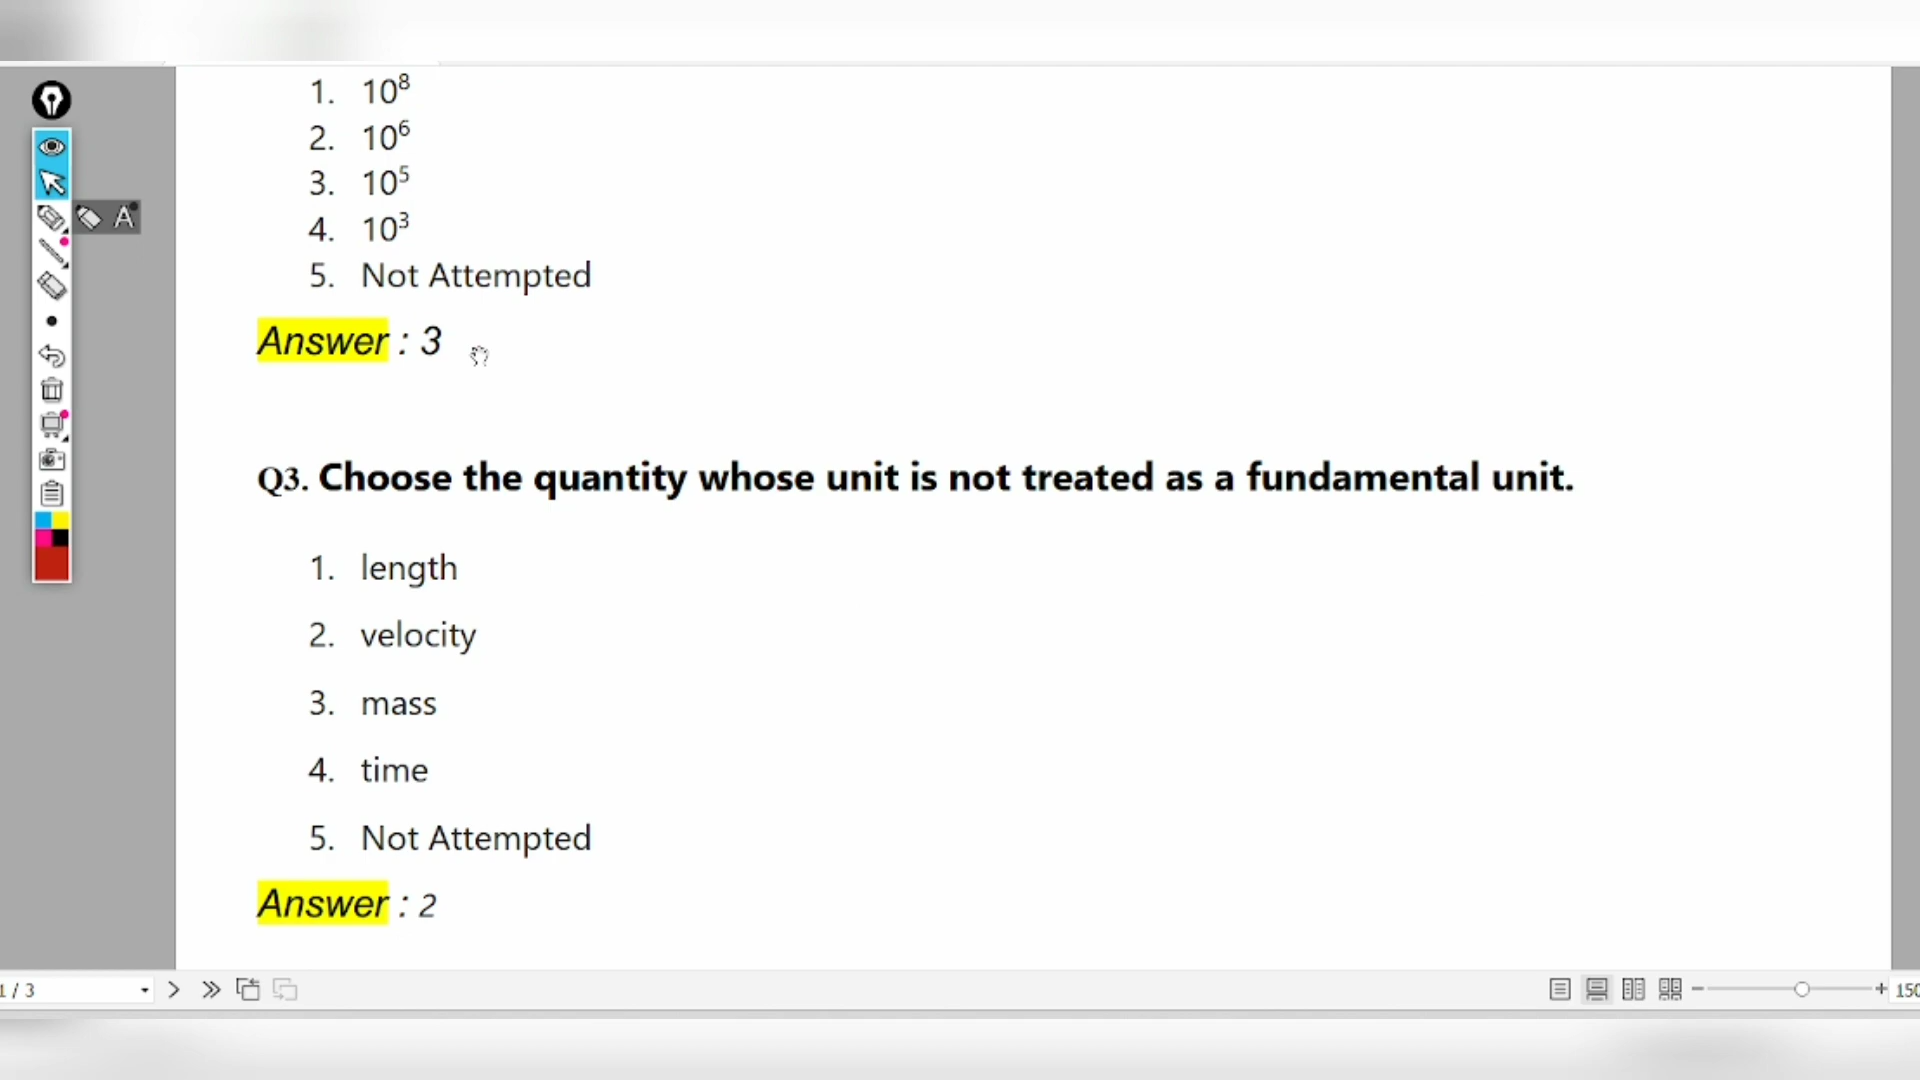 1. 10⁸
2. 10⁶
3. 10⁵
4. 10³
5. Not Attempted
Answer : 3
Q3. Choose the quantity whose unit is not treated as a fundamental unit.
1. length
2. velocity
3. mass
4. time
5. Not Attempted
Answer : 2
1 / 3
150
A